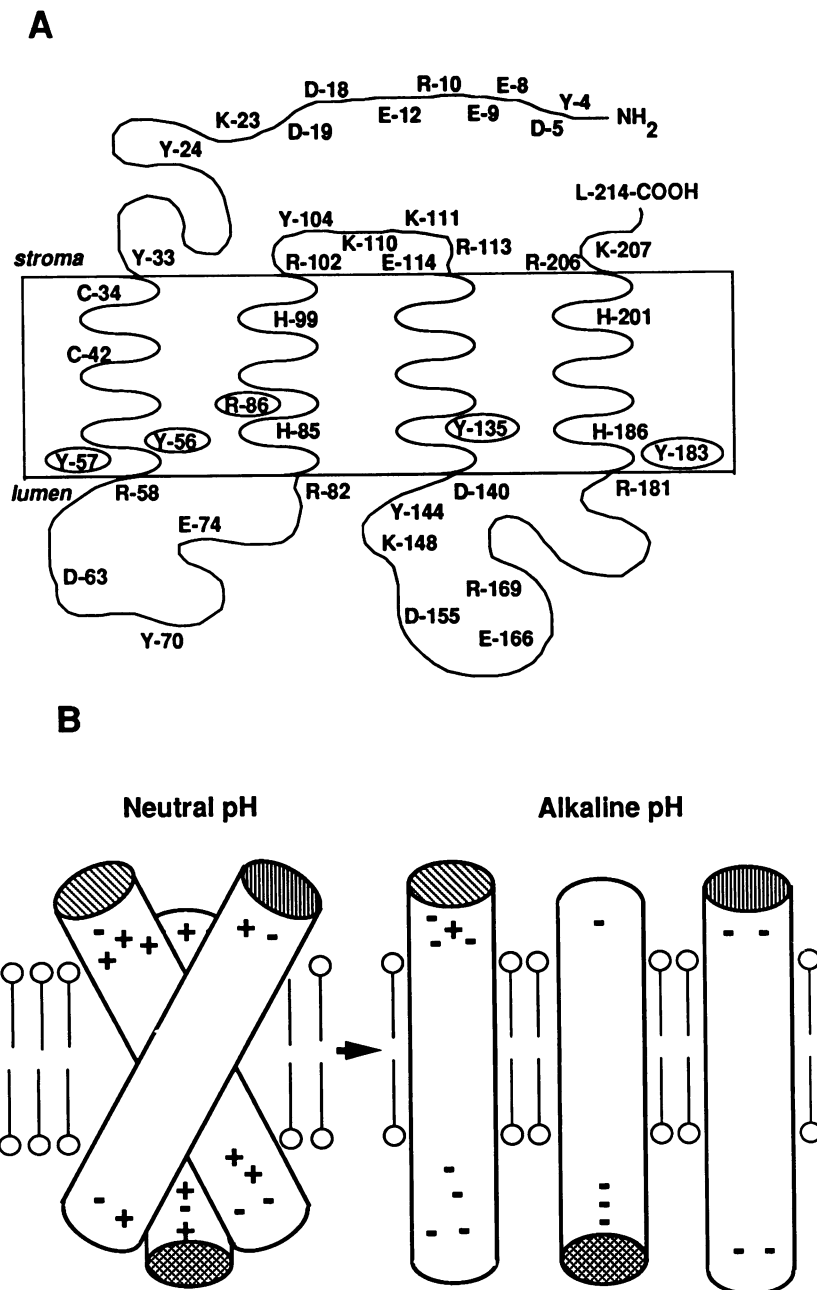 A
D-18
R-10
E-8
Y-4
NH2
K-23
D-19
E-12
E-9
D-5
Y-24
L-214-COOH
Y-104
K-111
K-110
R-113
K-207
stroma
Y-33
R-102
E-114
R-206
C-34
H-99
H-201
C-42
R-86
Y-56
H-85
Y-135
H-186
Y-57
Y-183
lumen
R-58
R-82
D-140
R-181
Y-144
E-74
K-148
D-63
R-169
D-155
Y-70
E-166
B
Neutral pH
Alkaline pH
- + + +
+
+ -
- + - -
-
- -
+ + - -
+ - +
- +
- - - -
- - -
- -